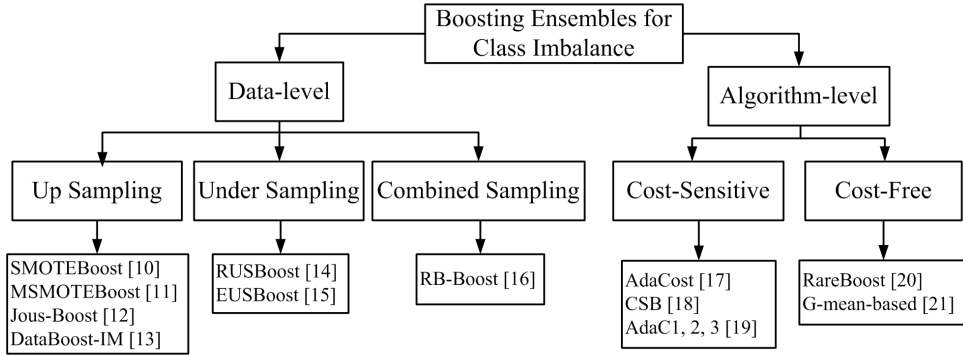 Boosting Ensembles for
Class Imbalance
Data-level
Algorithm-level
Up Sampling
Under Sampling
Combined Sampling
Cost-Sensitive
Cost-Free
SMOTEBoost [10]
MSMOTEBoost [11]
Jous-Boost [12]
DataBoost-IM [13]
RUSBoost [14]
EUSBoost [15]
RB-Boost [16]
AdaCost [17]
CSB [18]
AdaC1, 2, 3 [19]
RareBoost [20]
G-mean-based [21]